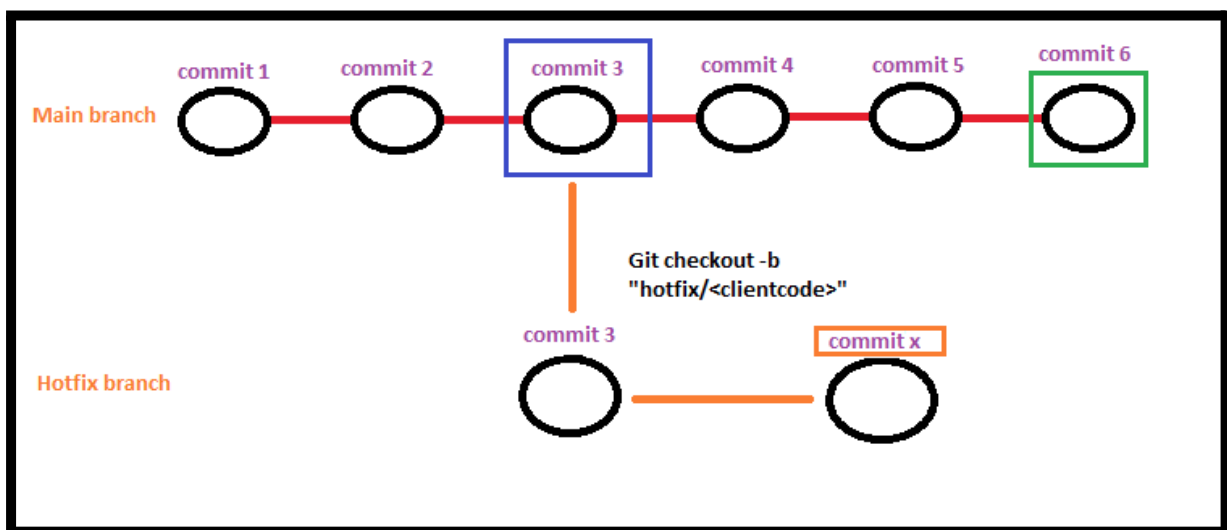 commit 1
commit 2
commit 3
commit 4
commit 5
commit 6
Main branch
Git checkout -b
"hotfix/<clientcode>"
commit 3
commit x
Hotfix branch